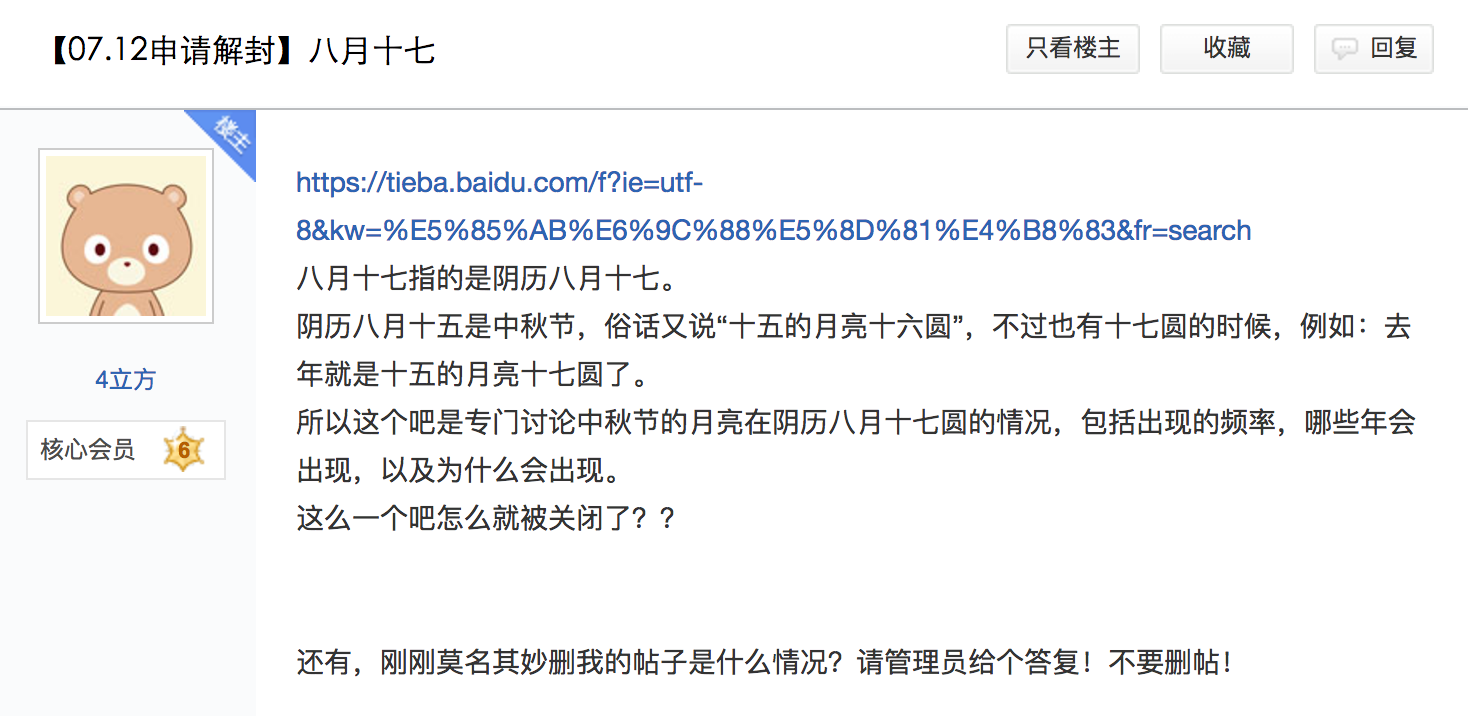 【07.12申请解封】八月十七
只看楼主
收藏
回复
楼主
4立方
核心会员 6
https://tieba.baidu.com/f?ie=utf-
8&kw=%E5%85%AB%E6%9C%88%E5%8D%81%E4%B8%83&fr=search
八月十七指的是阴历八月十七。
阴历八月十五是中秋节，俗话又说“十五的月亮十六圆”，不过也有十七圆的时候，例如：去
年就是十五的月亮十七圆了。
所以这个吧是专门讨论中秋节的月亮在阴历八月十七圆的情况，包括出现的频率，哪些年会
出现，以及为什么会出现。
这么一个吧怎么就被关闭了？？
还有，刚刚莫名其妙删我的帖子是什么情况？请管理员给个答复！不要删帖！